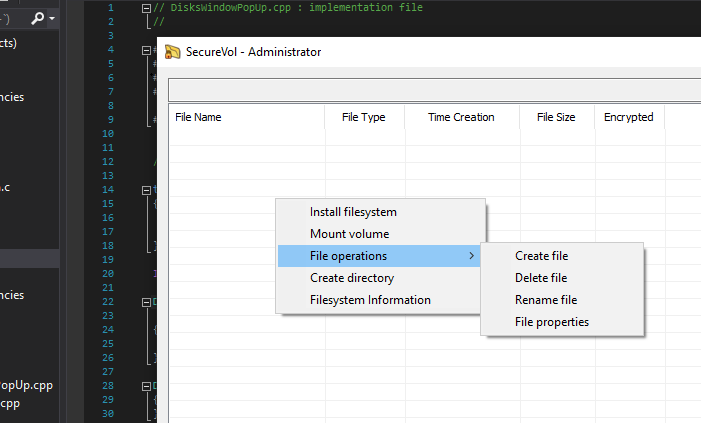 1 // DisksWindowPopUp.cpp : implementation file
2 //
SecureVol - Administrator
cts)
4 #
5 #
6
7
8
9 #
10
11
12 /
13
14
15 {
16
17
18 }
19
20
21
22 D
23
24 {
25
26 }
27
28 D
29 {
30 }
File Name File Type Time Creation File Size Encrypted
ncies
.c
Install filesystem
Mount volume
File operations
Create directory
Filesystem Information
Create file
Delete file
Rename file
File properties
ncies
PopUp.cpp
.cpp